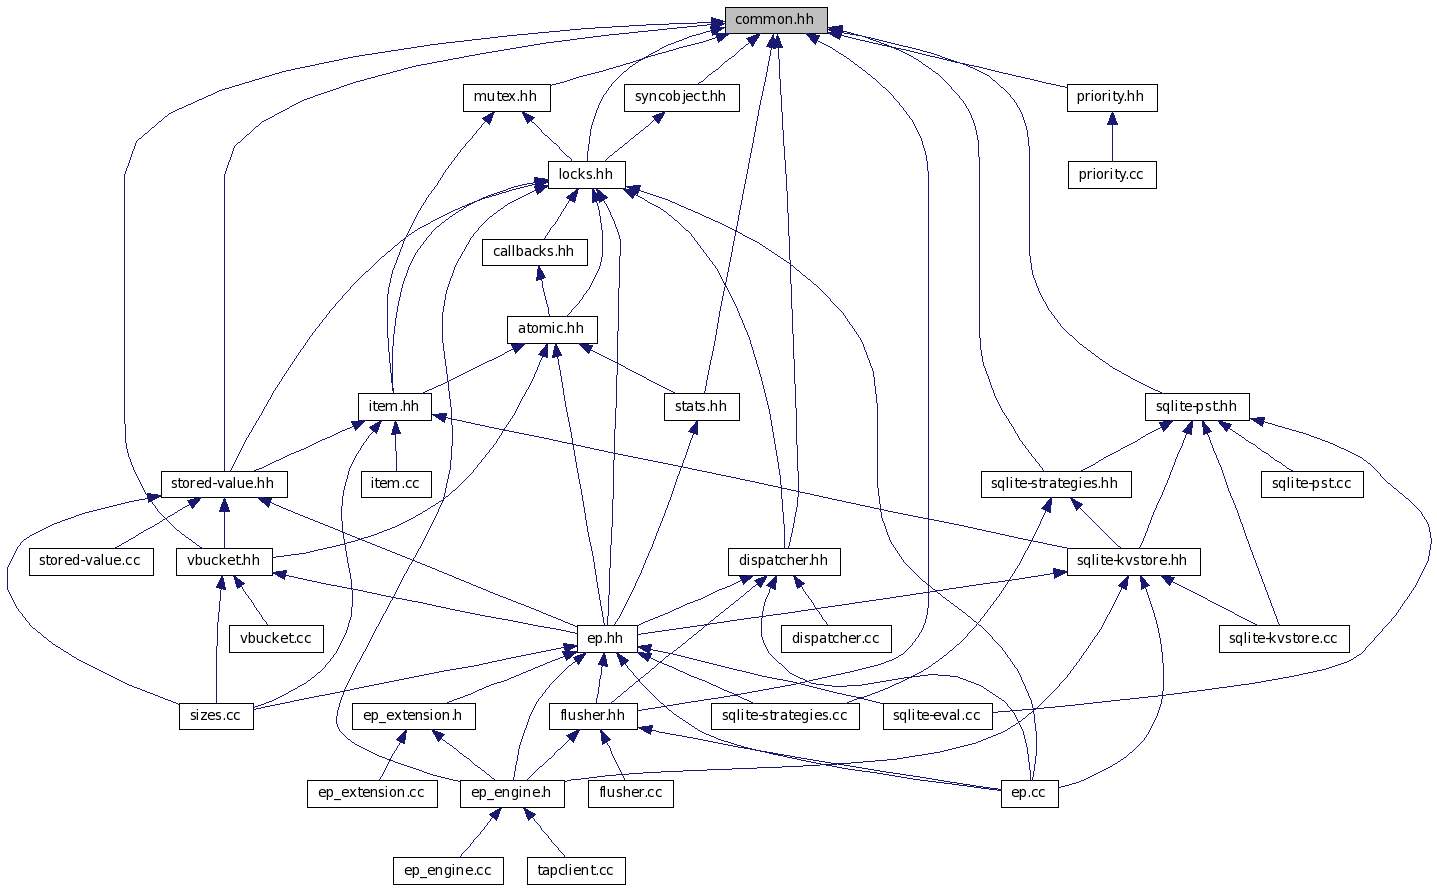 common.hh
mutex.hh
syncobject.hh
priority.hh
locks.hh
priority.cc
callbacks.hh
atomic.hh
item.hh
stats.hh
sqlite-pst.hh
stored-value.hh
item.cc
sqlite-strategies.hh
sqlite-pst.cc
stored-value.cc
vbucket.hh
dispatcher.hh
sqlite-kvstore.hh
vbucket.cc
ep.hh
dispatcher.cc
sqlite-kvstore.cc
sizes.cc
ep_extension.h
flusher.hh
sqlite-strategies.cc
sqlite-eval.cc
ep_extension.cc
ep_engine.h
flusher.cc
ep.cc
ep_engine.cc
tapclient.cc